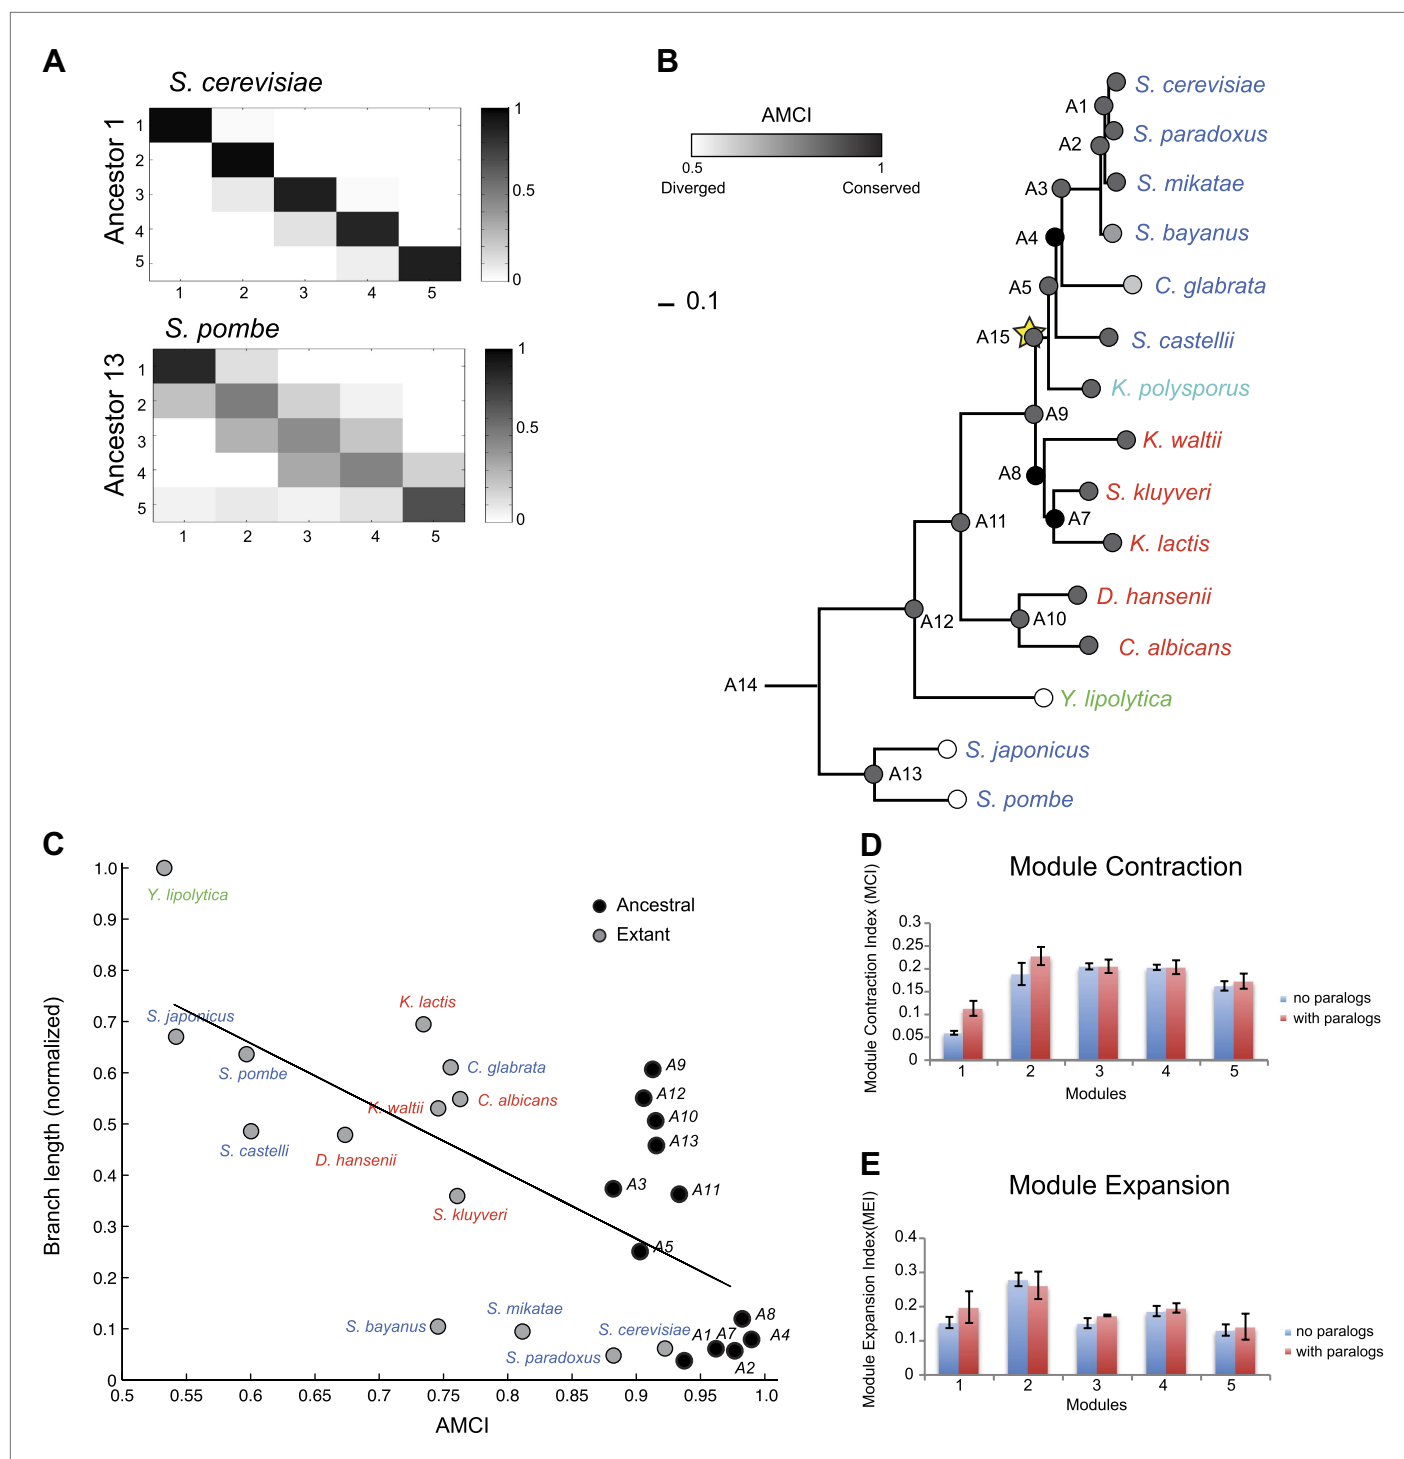 A
S. cerevisiae
Ancestor 1
1
2
3
4
5
1 2 3 4 5
1
0.5
0
S. pombe
Ancestor 13
1
2
3
4
5
1 2 3 4 5
1
0.5
0
B
AMCI
0.5 1
Diverged Conserved
0.1
S. cerevisiae
A1
S. paradoxus
A2
S. mikatae
A3
S. bayanus
A4
C. glabrata
A5
S. castellii
A15
K. polysporus
A9
K. waltii
A8
S. kluyveri
A7
K. lactis
A11
D. hansenii
A10
A12
C. albicans
A14
Y. lipolytica
S. japonicus
A13
S. pombe
C
Branch length (normalized)
1.0
0.9
0.8
0.7
0.6
0.5
0.4
0.3
0.2
0.1
0
0.5 0.55 0.6 0.65 0.7 0.75 0.8 0.85 0.9 0.95 1.0
AMCI
Ancestral
Extant
Y. lipolytica
K. lactis
S. japonicus
S. pombe
C. glabrata
A9
A12
K. waltii
C. albicans
A10
A13
S. castelli
D. hansenii
A3
A11
S. kluyveri
A5
S. mikatae
A8
S. bayanus
S. cerevisiae
A1 A7
A4
S. paradoxus
A2
D
Module Contraction
Module Contraction Index (MCI)
0.3
0.25
0.2
0.15
0.1
0.05
0
1 2 3 4 5
Modules
no paralogs
with paralogs
E
Module Expansion
Module Expansion Index(MEI)
0.4
0.3
0.2
0.1
0
1 2 3 4 5
Modules
no paralogs
with paralogs